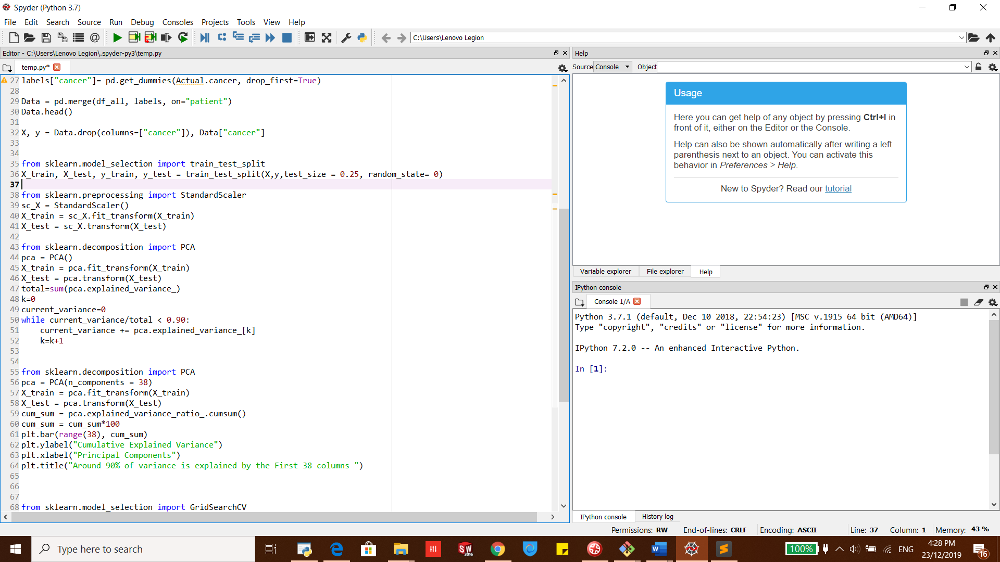 Spyder (Python 3.7)
File Edit Search Source Run Debug Consoles Projects Tools View Help
C:\Users\Lenovo Legion
Editor - C:\Users\Lenovo Legion\.spyder-py3\temp.py
temp.py*
27 labels["cancer"]= pd.get_dummies(Actual.cancer, drop_first=True)
28
29 Data = pd.merge(df_all, labels, on="patient")
30 Data.head()
31
32 X, y = Data.drop(columns=["cancer"]), Data["cancer"]
33
34
35 from sklearn.model_selection import train_test_split
36 X_train, X_test, y_train, y_test = train_test_split(X,y,test_size = 0.25, random_state= 0)
37
38 from sklearn.preprocessing import StandardScaler
39 sc_X = StandardScaler()
40 X_train = sc_X.fit_transform(X_train)
41 X_test = sc_X.transform(X_test)
42
43 from sklearn.decomposition import PCA
44 pca = PCA()
45 X_train = pca.fit_transform(X_train)
46 X_test = pca.transform(X_test)
47 total=sum(pca.explained_variance_)
48 k=0
49 current_variance=0
50 while current_variance/total < 0.90:
51     current_variance += pca.explained_variance_[k]
52     k=k+1
53
54
55 from sklearn.decomposition import PCA
56 pca = PCA(n_components = 38)
57 X_train = pca.fit_transform(X_train)
58 X_test = pca.transform(X_test)
59 cum_sum = pca.explained_variance_ratio_.cumsum()
60 cum_sum = cum_sum*100
61 plt.bar(range(38), cum_sum)
62 plt.ylabel("Cumulative Explained Variance")
63 plt.xlabel("Principal Components")
64 plt.title("Around 90% of variance is explained by the First 38 columns ")
65
66
67
68 from sklearn.model_selection import GridSearchCV
Help
Source Console Object
Usage
Here you can get help of any object by pressing Ctrl+I in
front of it, either on the Editor or the Console.
Help can also be shown automatically after writing a left
parenthesis next to an object. You can activate this
behavior in Preferences > Help.
New to Spyder? Read our tutorial
Variable explorer File explorer Help
IPython console
Console 1/A
Python 3.7.1 (default, Dec 10 2018, 22:54:23) [MSC v.1915 64 bit (AMD64)]
Type "copyright", "credits" or "license" for more information.
IPython 7.2.0 -- An enhanced Interactive Python.
In [1]:
IPython console History log
Permissions: RW End-of-lines: CRLF Encoding: ASCII Line: 37 Column: 1 Memory: 43 %
Type here to search
SW
2016
W
100%
ENG
4:28 PM
23/12/2019
16